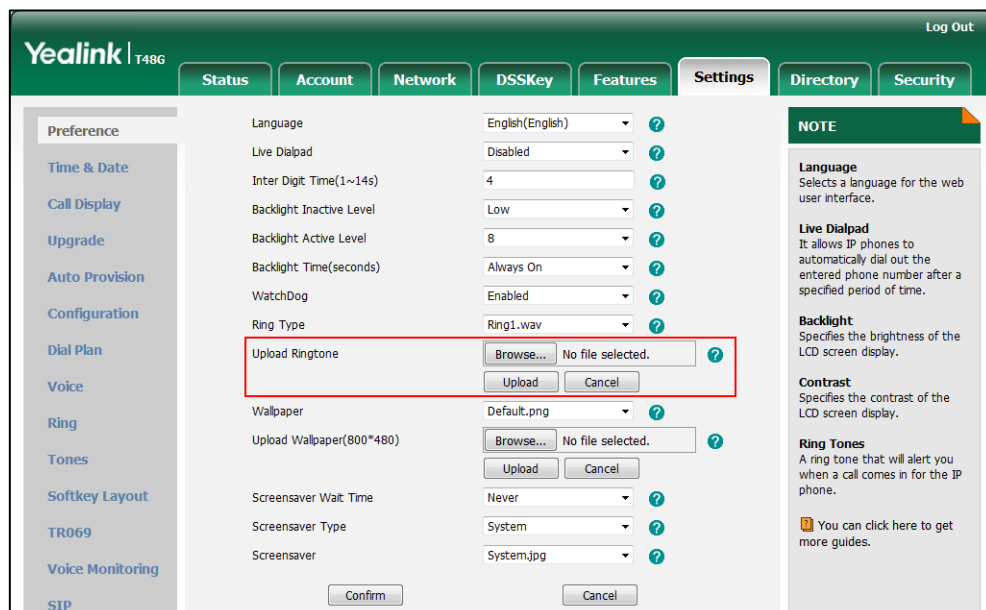 Log Out
Yealink T48G
Status Account Network DSSKey Features Settings Directory Security
Preference
Time & Date
Call Display
Upgrade
Auto Provision
Configuration
Dial Plan
Voice
Ring
Tones
Softkey Layout
TR069
Voice Monitoring
SIP
Language English(English) ?
Live Dialpad Disabled ?
Inter Digit Time(1~14s) 4 ?
Backlight Inactive Level Low ?
Backlight Active Level 8 ?
Backlight Time(seconds) Always On ?
WatchDog Enabled ?
Ring Type Ring1.wav ?
Upload Ringtone Browse... No file selected. ?
Upload Cancel
Wallpaper Default.png ?
Upload Wallpaper(800*480) Browse... No file selected. ?
Upload Cancel
Screensaver Wait Time Never ?
Screensaver Type System ?
Screensaver System.jpg ?
Confirm Cancel
NOTE
Language
Selects a language for the web
user interface.
Live Dialpad
It allows IP phones to
automatically dial out the
entered phone number after a
specified period of time.
Backlight
Specifies the brightness of the
LCD screen display.
Contrast
Specifies the contrast of the
LCD screen display.
Ring Tones
A ring tone that will alert you
when a call comes in for the IP
phone.
? You can click here to get
more guides.